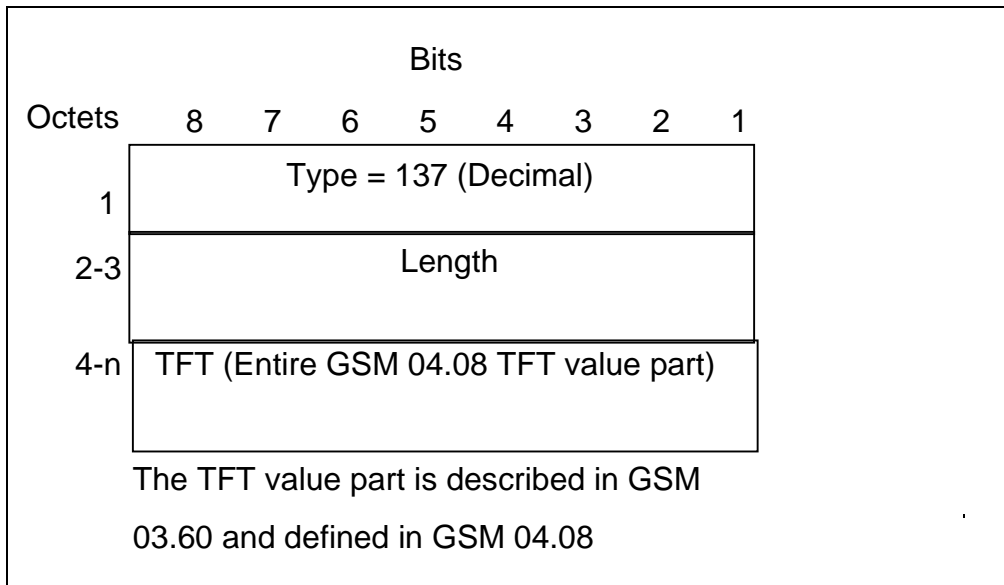 Bits
Octets 8 7 6 5 4 3 2 1
1 Type = 137 (Decimal)
2-3 Length
4-n TFT (Entire GSM 04.08 TFT value part)
The TFT value part is described in GSM
03.60 and defined in GSM 04.08